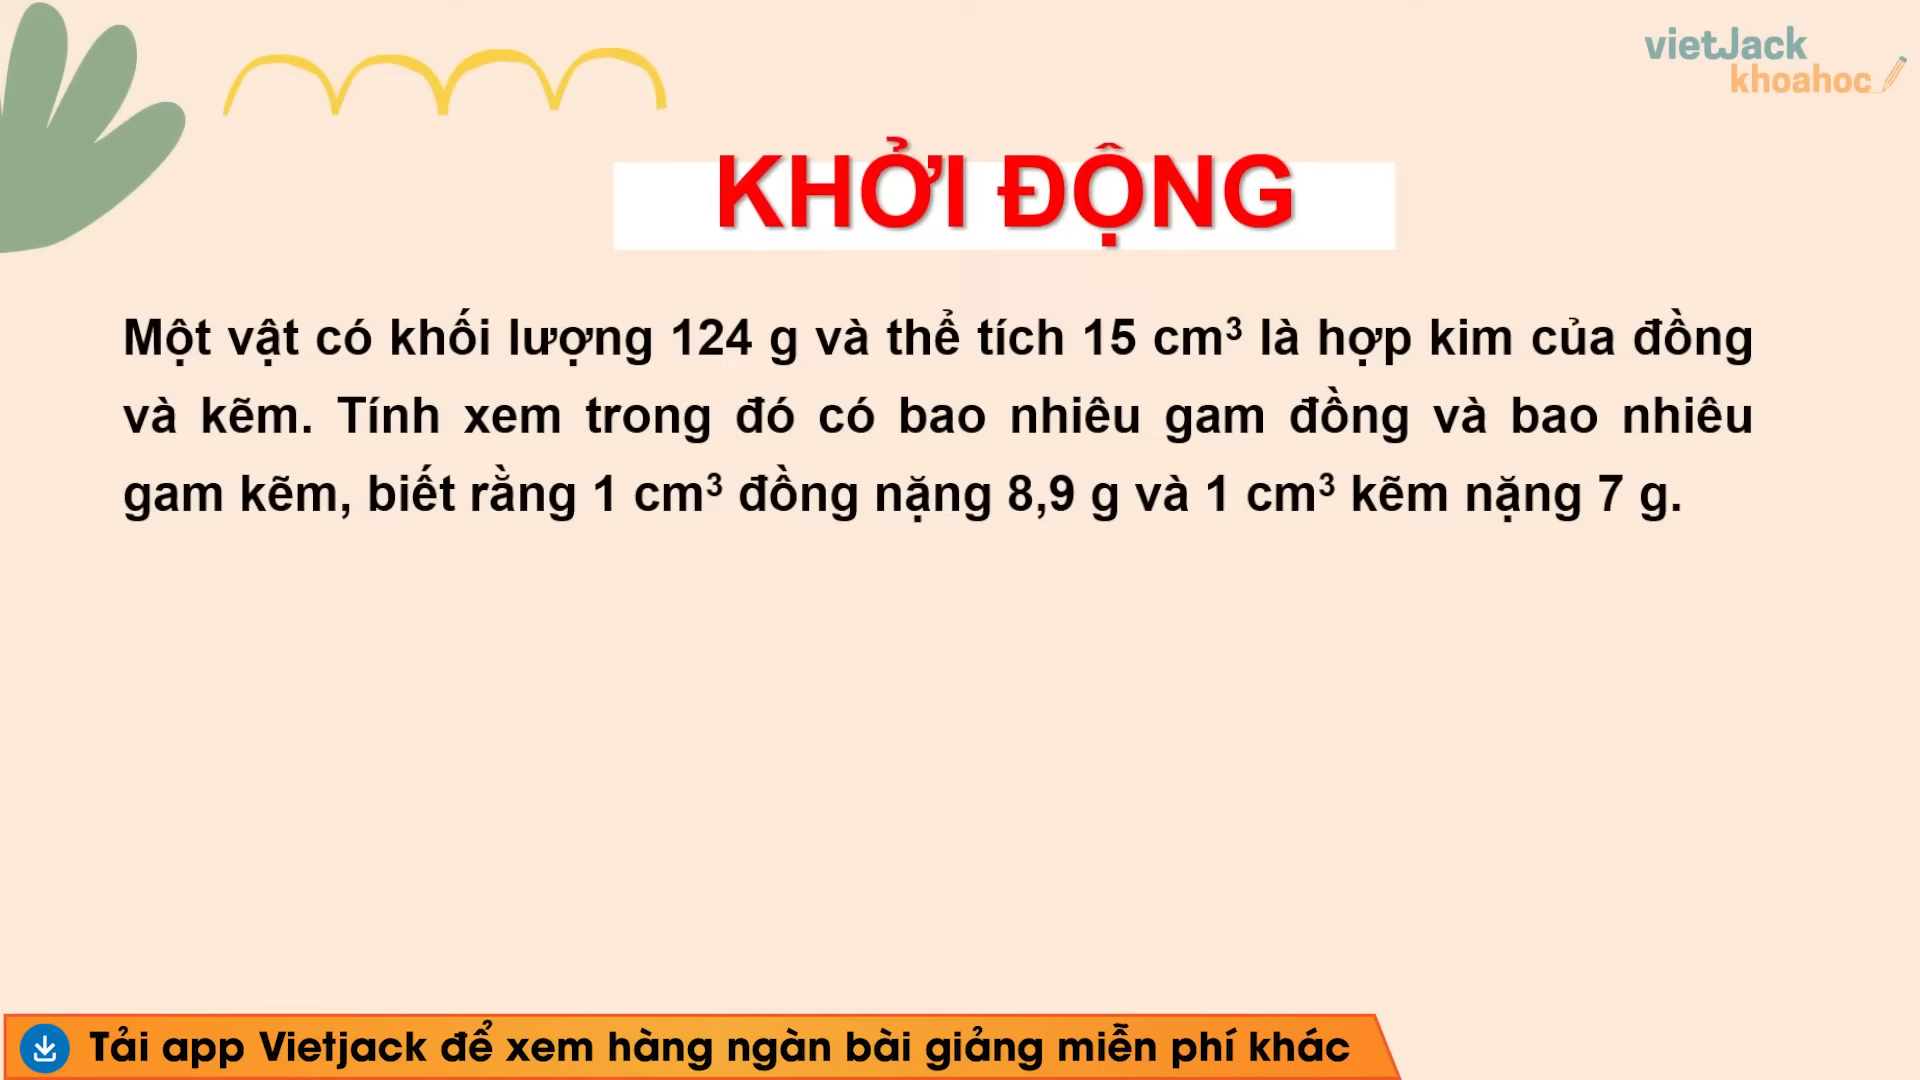 vietJack
khoahoc
KHỞI ĐỘNG
Một vật có khối lượng 124 g và thể tích 15 cm³ là hợp kim của đồng
và kẽm. Tính xem trong đó có bao nhiêu gam đồng và bao nhiêu
gam kẽm, biết rằng 1 cm³ đồng nặng 8,9 g và 1 cm³ kẽm nặng 7 g.
Tải app Vietjack để xem hàng ngàn bài giảng miễn phí khác